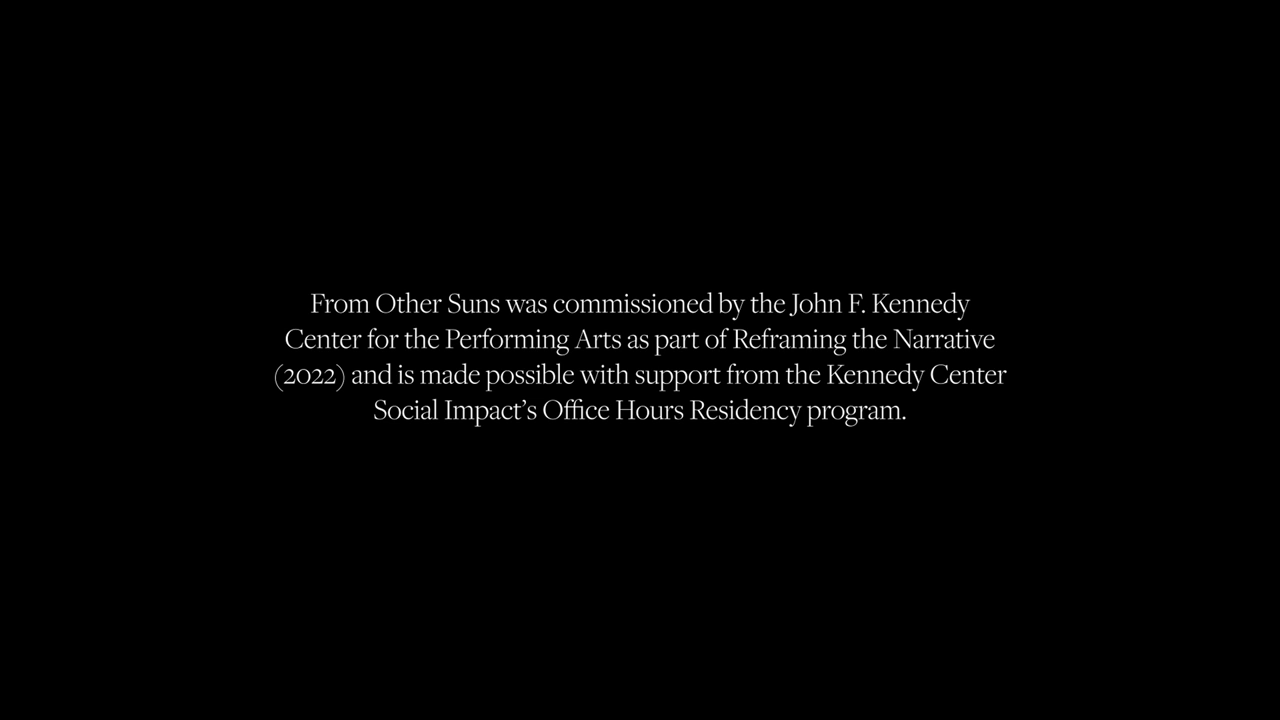 From Other Suns was commissioned by the John F. Kennedy
Center for the Performing Arts as part of Reframing the Narrative
(2022) and is made possible with support from the Kennedy Center
Social Impact’s Office Hours Residency program.